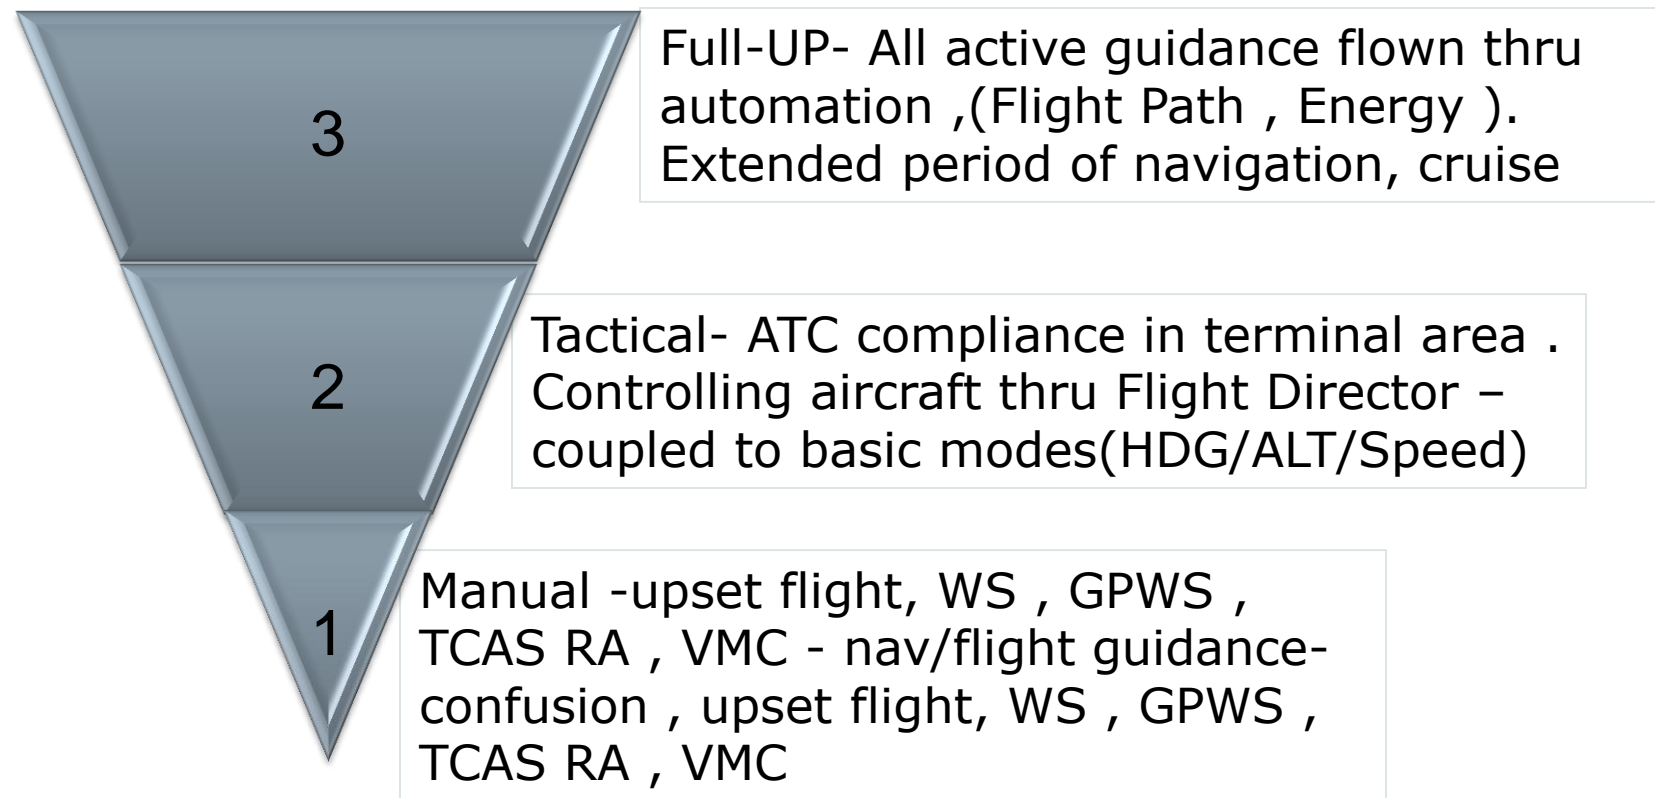 3
Full-UP- All active guidance flown thru
automation ,(Flight Path , Energy ).
Extended period of navigation, cruise
2
Tactical- ATC compliance in terminal area .
Controlling aircraft thru Flight Director –
coupled to basic modes(HDG/ALT/Speed)
1
Manual -upset flight, WS , GPWS ,
TCAS RA , VMC - nav/flight guidance-
confusion , upset flight, WS , GPWS ,
TCAS RA , VMC